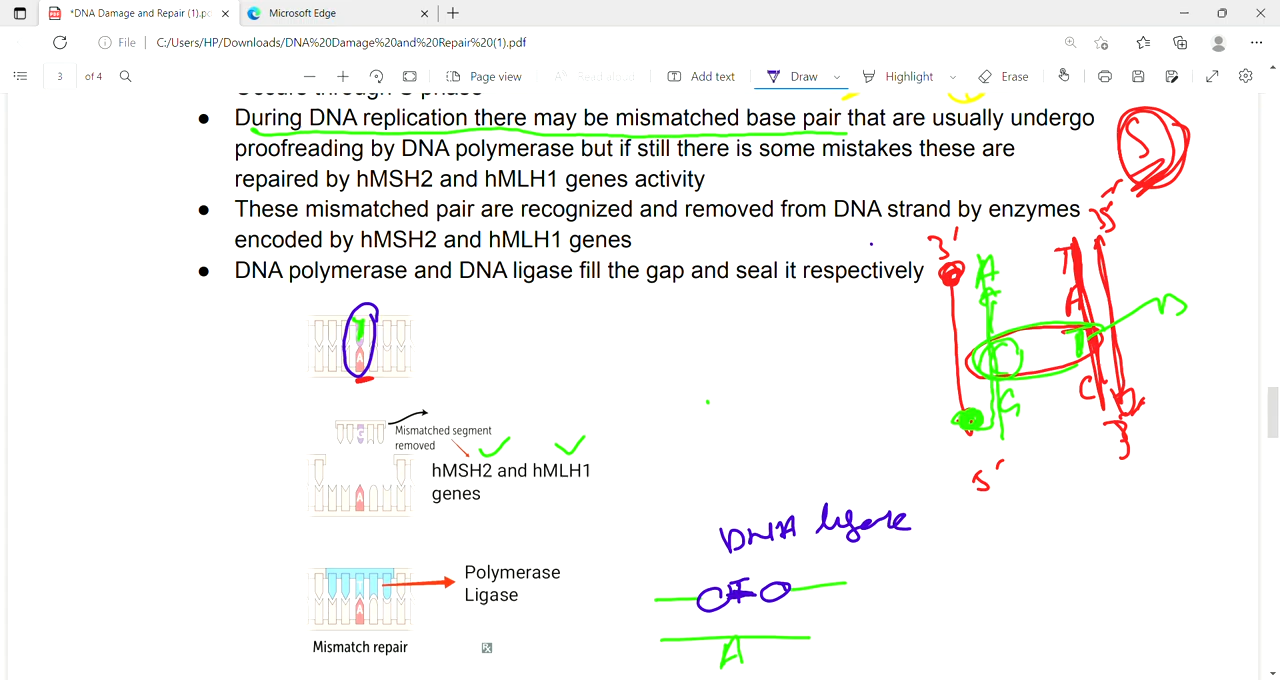 *DNA Damage and Repair (1).pd
Microsoft Edge
File
C:/Users/HP/Downloads/DNA%20Damage%20and%20Repair%20(1).pdf
3
of 4
Page view
Read aloud
Add text
Draw
Highlight
Erase
● During DNA replication there may be mismatched base pair that are usually undergo
proofreading by DNA polymerase but if still there is some mistakes these are
repaired by hMSH2 and hMLH1 genes activity
● These mismatched pair are recognized and removed from DNA strand by enzymes
encoded by hMSH2 and hMLH1 genes
● DNA polymerase and DNA ligase fill the gap and seal it respectively
S
3'
5'
A
T
A
T
C
C
G
5'
3
Mismatched segment
removed
G
hMSH2 and hMLH1
genes
DNA ligase
T
A
Polymerase
Ligase
Mismatch repair